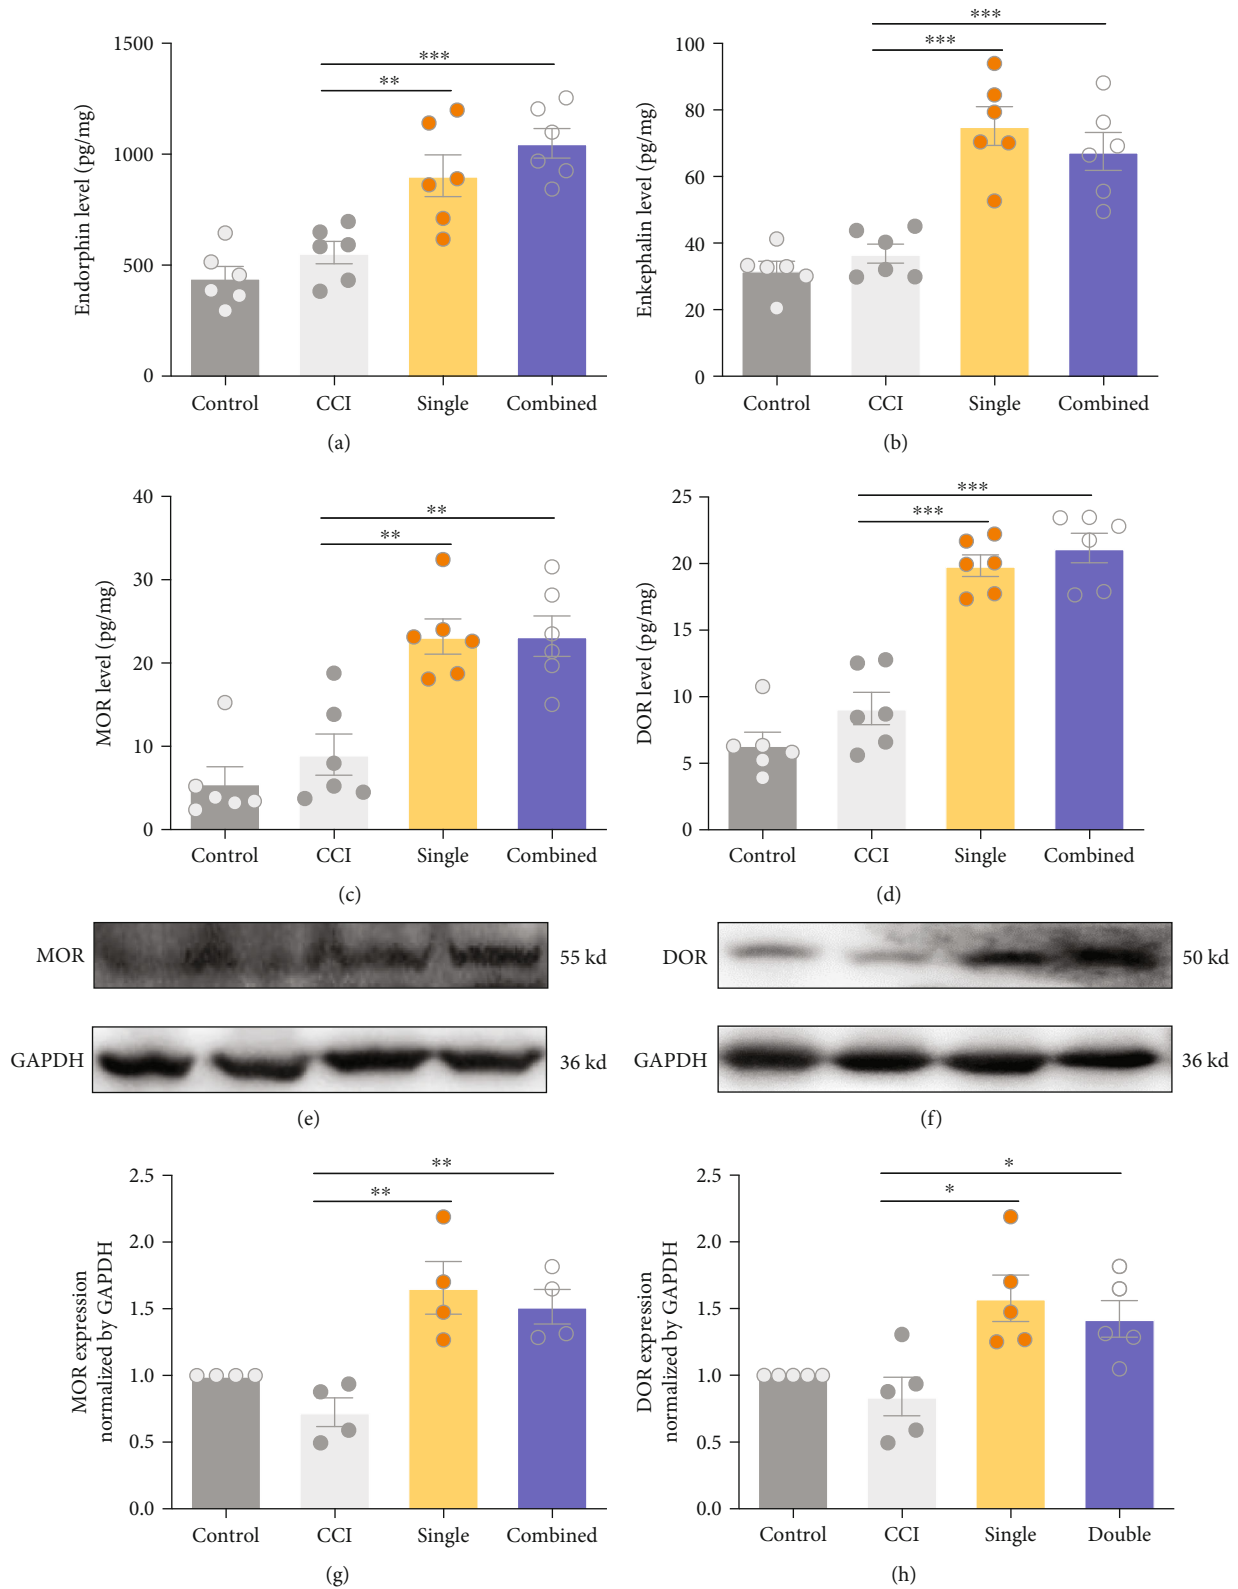 ***
***
***
**
1500
1000
500
0
Endorphin level (pg/mg)
Control
CCI
Single
Combined
(a)
100
80
60
40
20
0
Enkephalin level (pg/mg)
Control
CCI
Single
Combined
(b)
**
**
40
30
20
10
0
MOR level (pg/mg)
Control
CCI
Single
Combined
(c)
***
***
25
20
15
10
5
0
DOR level (pg/mg)
Control
CCI
Single
Combined
(d)
MOR
55 kd
GAPDH
36 kd
(e)
DOR
50 kd
GAPDH
36 kd
(f)
**
**
2.5
2.0
1.5
1.0
0.5
0.0
MOR expression
normalized by GAPDH
Control
CCI
Single
Combined
(g)
*
*
2.5
2.0
1.5
1.0
0.5
0.0
DOR expression
normalized by GAPDH
Control
CCI
Single
Double
(h)